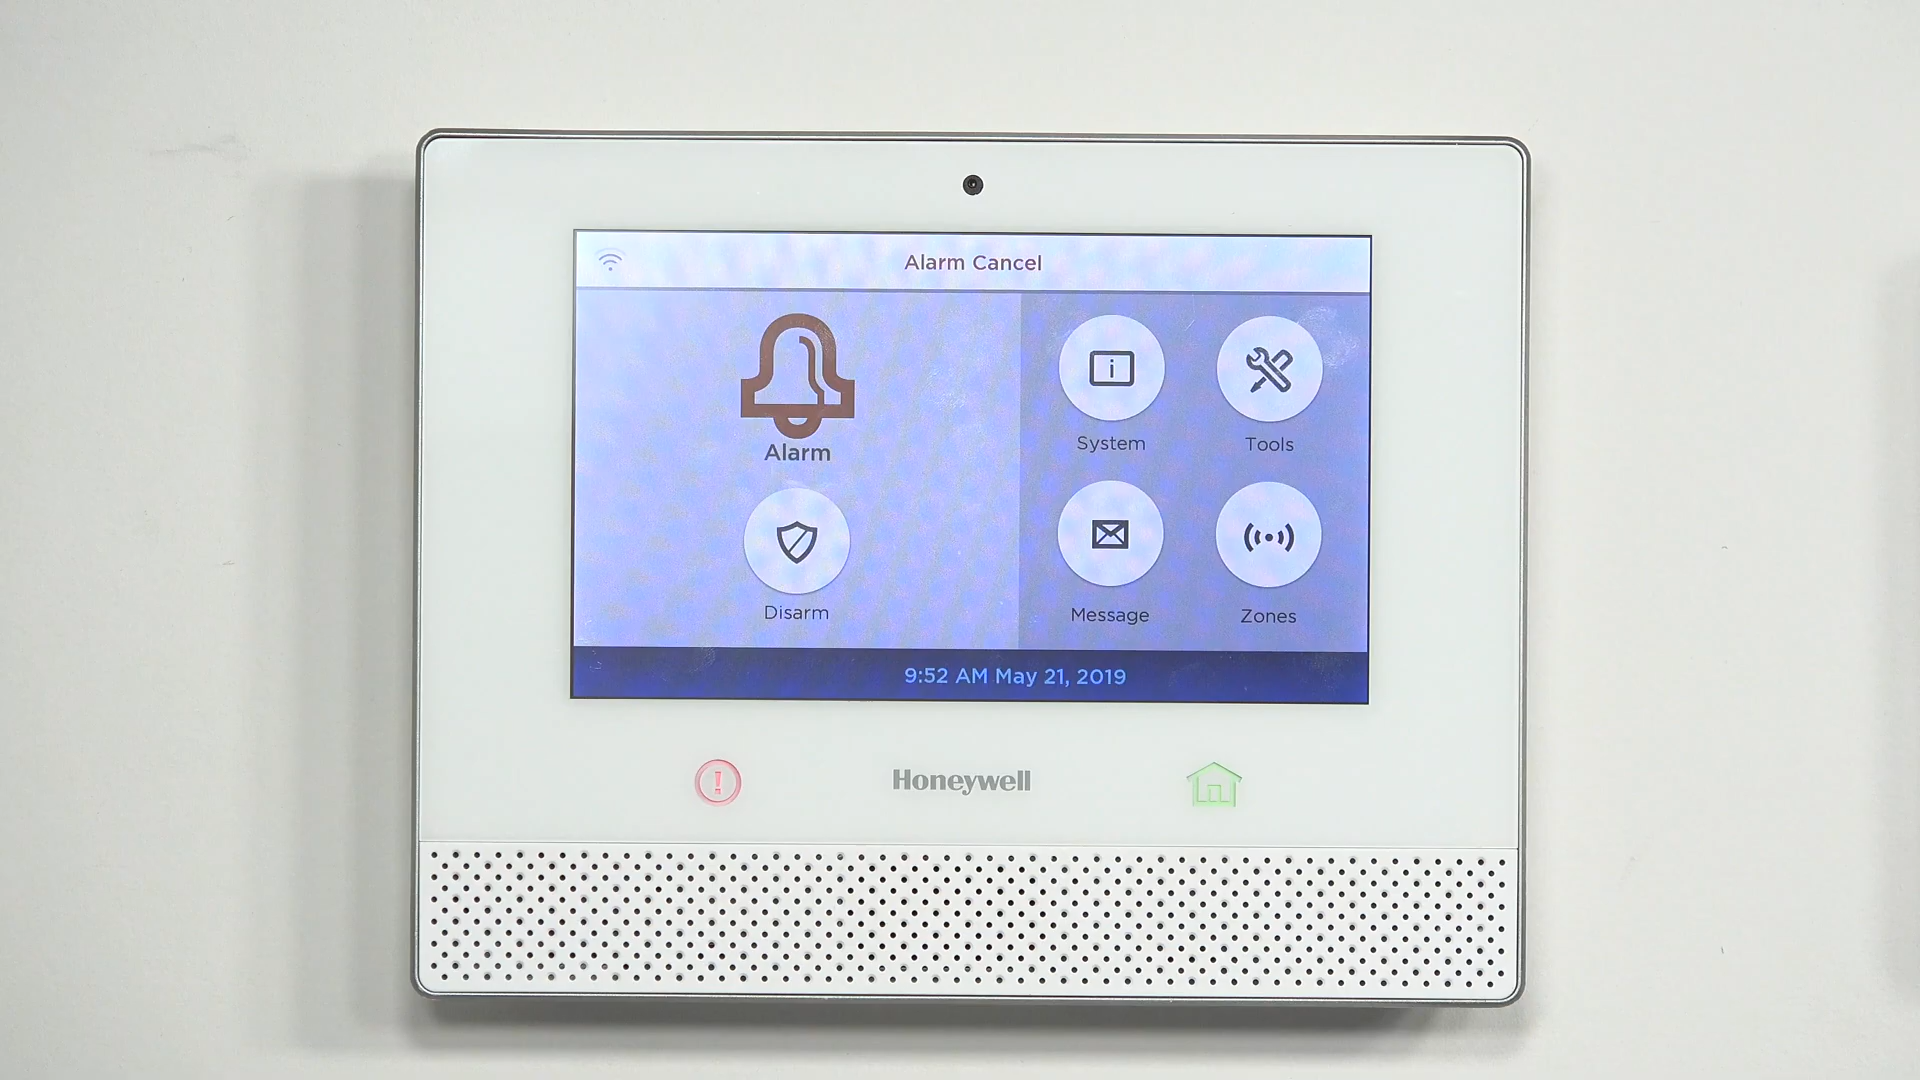 Alarm Cancel
Alarm
System
Tools
Disarm
Message
Zones
9:52 AM May 21, 2019
Honeywell